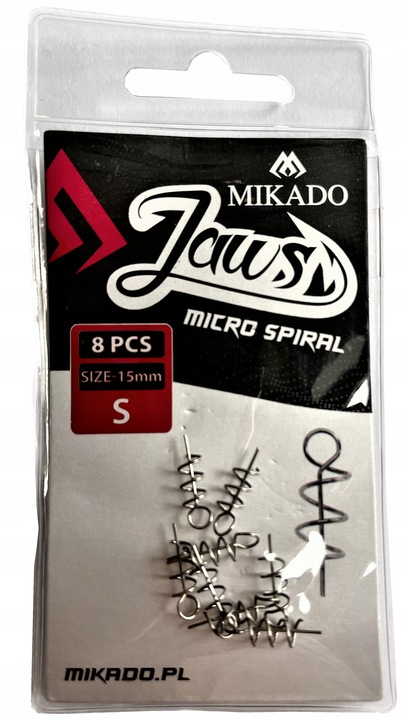 MIKADO
Jaws
MICRO SPIRAL
8 PCS
SIZE-15mm
S
MIKADO.PL